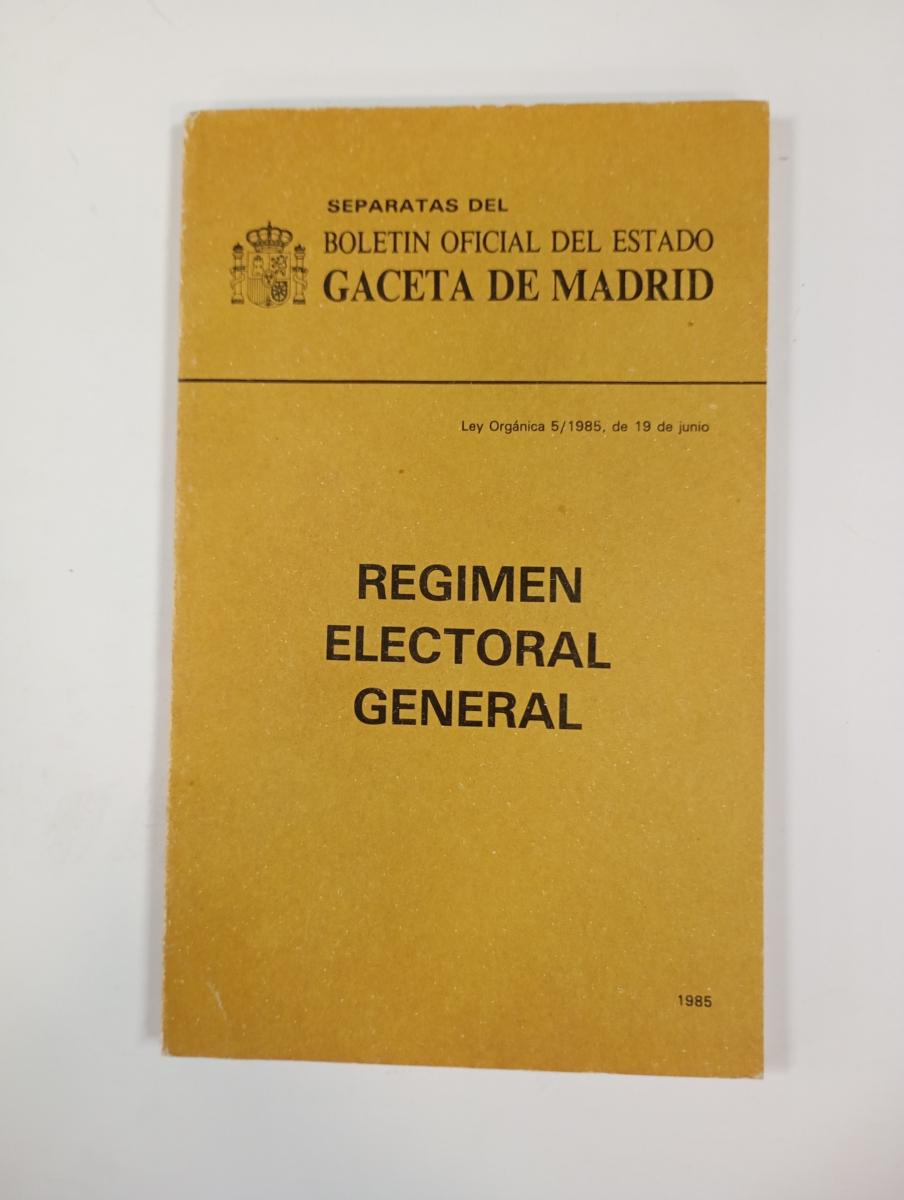 SEPARATAS DEL
BOLETIN OFICIAL DEL ESTADO
GACETA DE MADRID
Ley Orgánica 5/1985, de 19 de junio
REGIMEN
ELECTORAL
GENERAL
1985